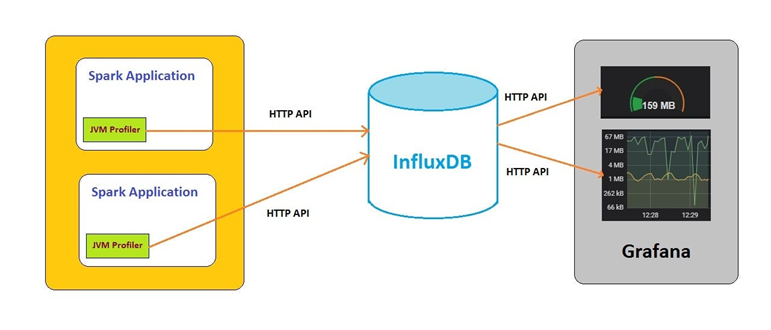 Spark Application
JVM Profiler
HTTP API
Spark Application
JVM Profiler
HTTP API
InfluxDB
HTTP API
HTTP API
159 MB
67 MB
17 MB
4 MB
1 MB
262 kB
66 kB
12:28
12:29
Grafana